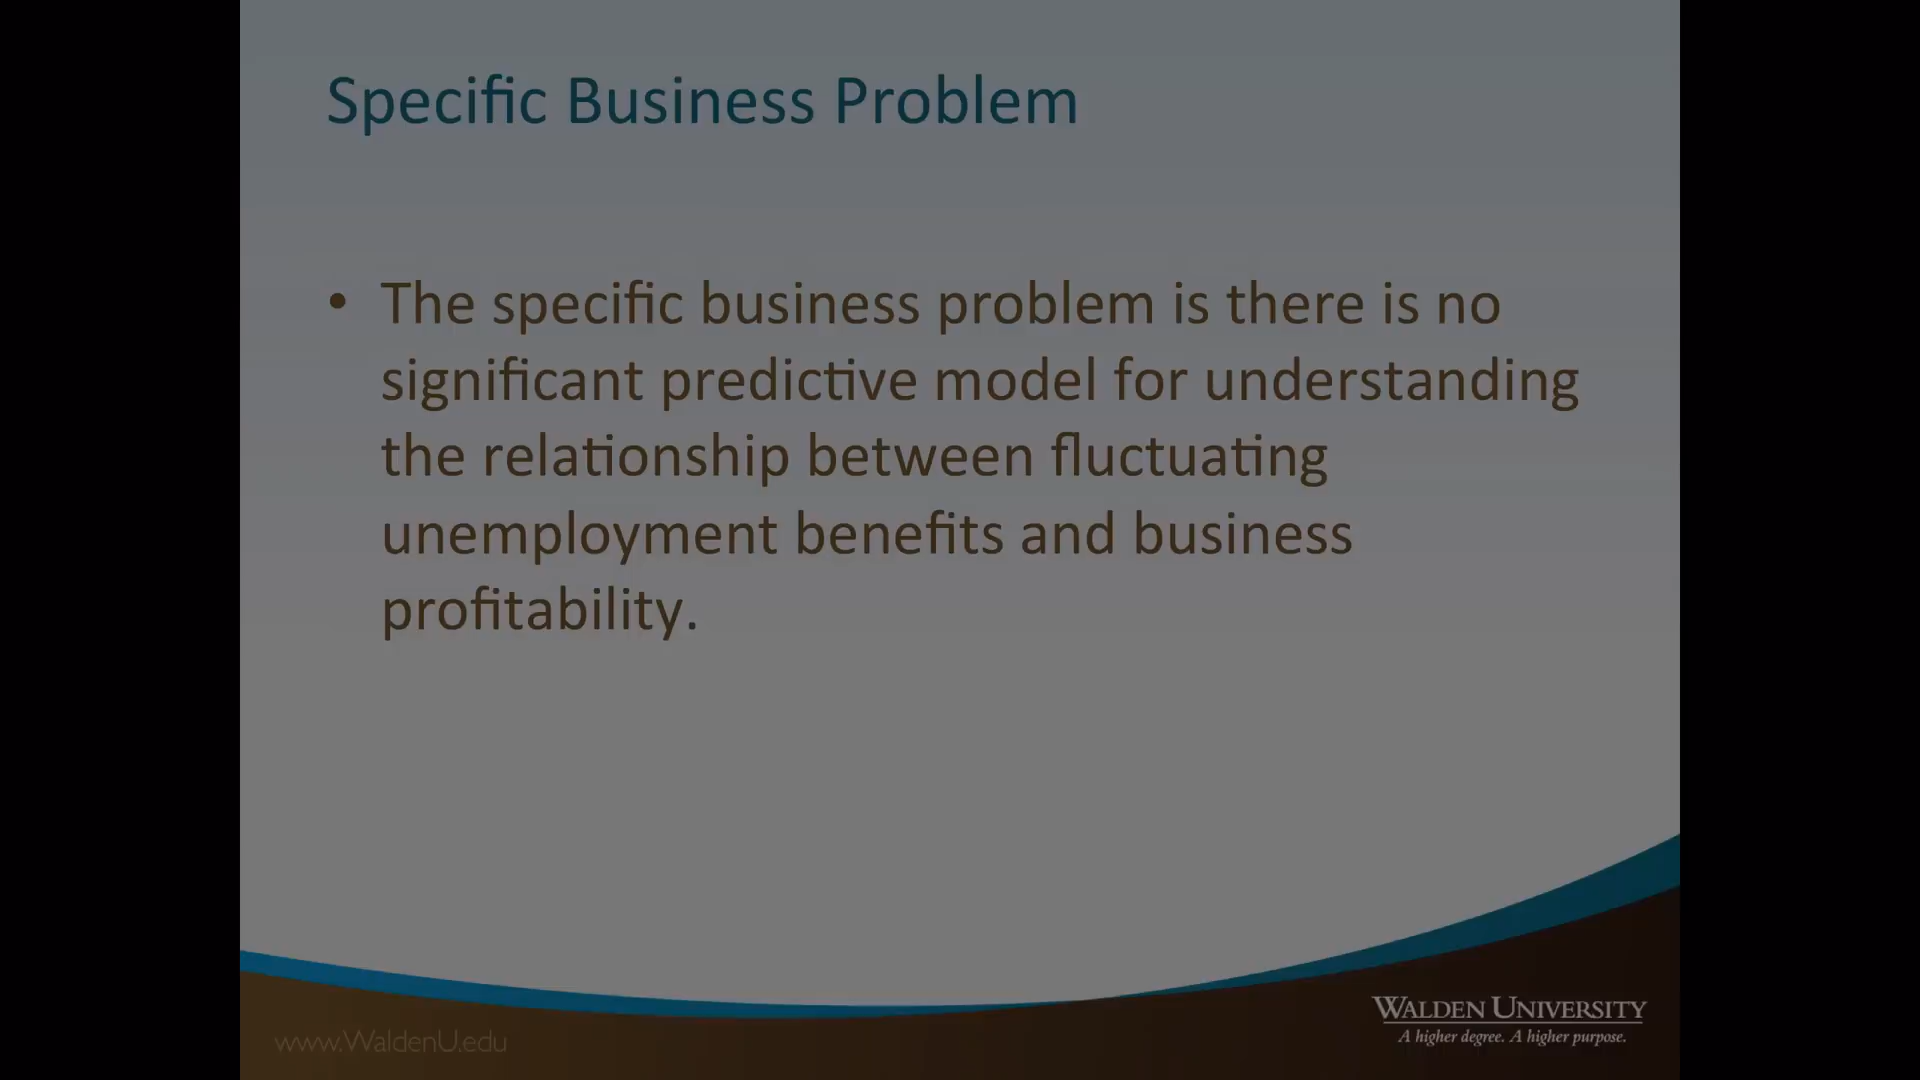 Specific Business Problem
• The specific business problem is there is no
significant predictive model for understanding
the relationship between fluctuating
unemployment benefits and business
profitability.
www.WaldenU.edu
WALDEN UNIVERSITY
A higher degree. A higher purpose.